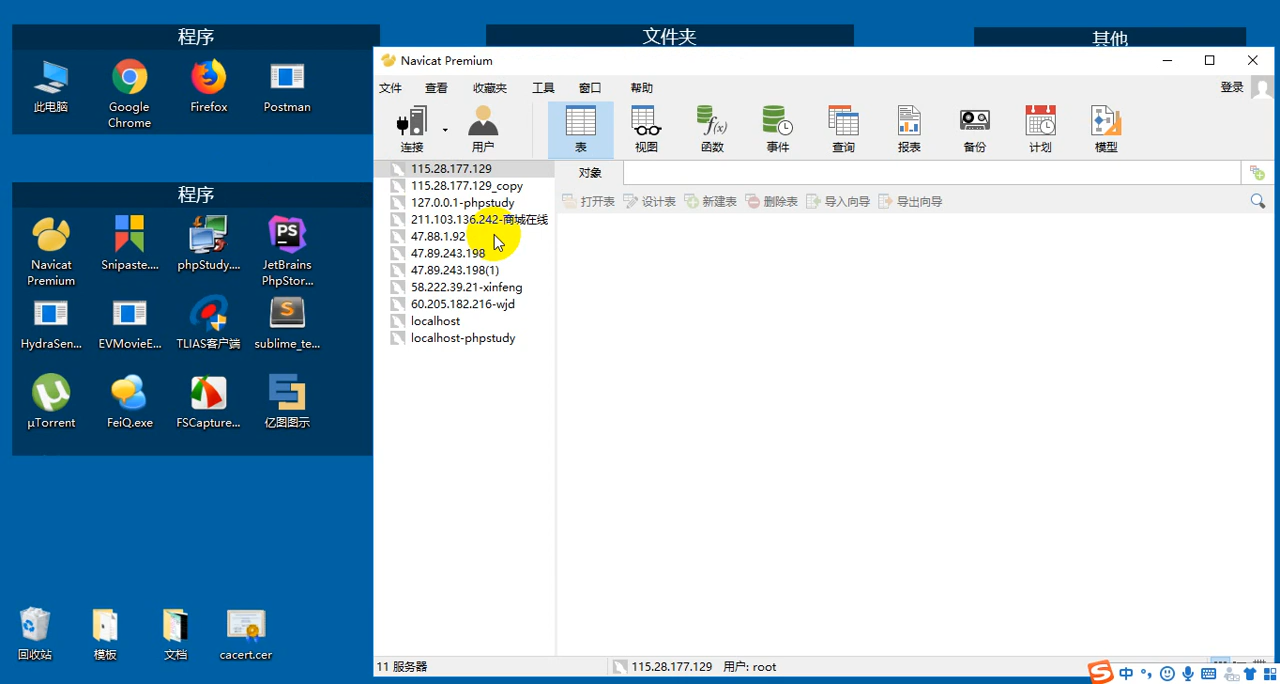 程序
文件夹
其他
此电脑
Google Chrome
Firefox
Postman
程序
Navicat Premium
Snipaste....
phpStudy....
JetBrains PhpStor...
HydraSen...
EVMovieE...
TLIAS客户端
sublime_te...
µTorrent
FeiQ.exe
FSCapture...
亿图图示
回收站
模板
文档
cacert.cer
Navicat Premium
文件 查看 收藏夹 工具 窗口 帮助 登录
连接 用户 表 视图 函数 事件 查询 报表 备份 计划 模型
对象
打开表 设计表 新建表 删除表 导入向导 导出向导
115.28.177.129
115.28.177.129_copy
127.0.0.1-phpstudy
211.103.136.242-商城在线
47.88.1.92
47.89.243.198
47.89.243.198(1)
58.222.39.21-xinfeng
60.205.182.216-wjd
localhost
localhost-phpstudy
11 服务器 115.28.177.129 用户: root
中